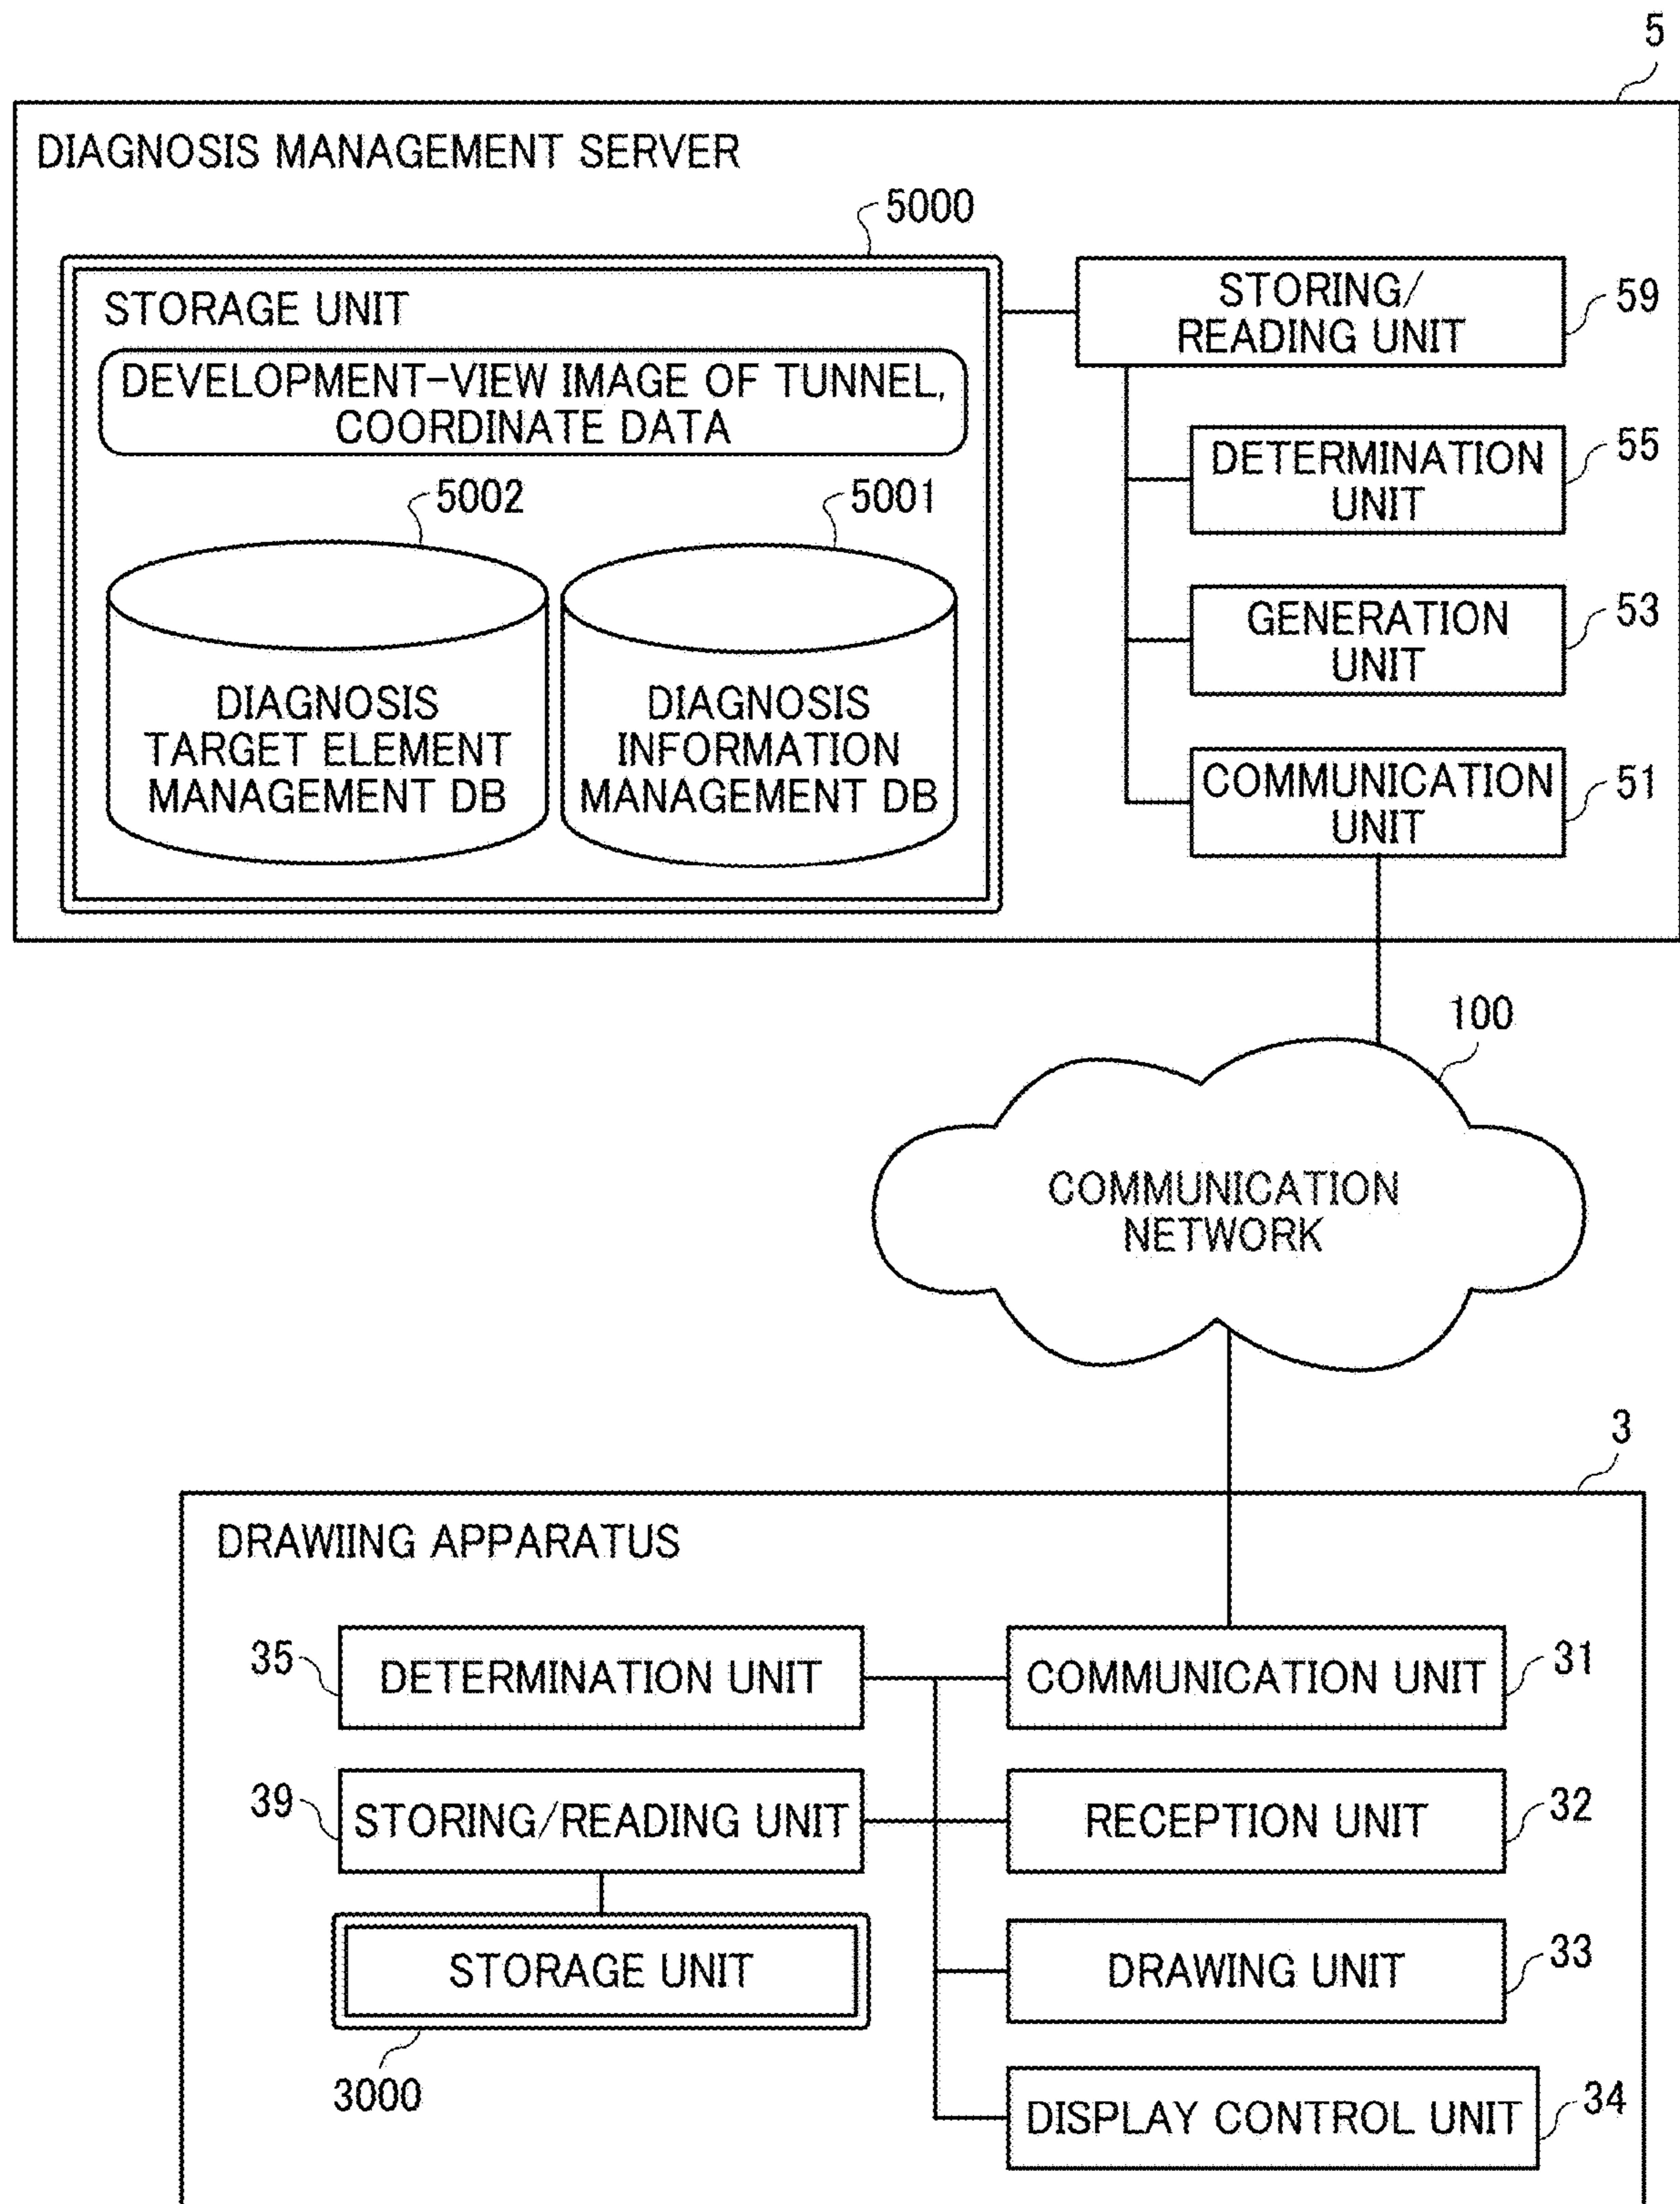 5
DIAGNOSIS MANAGEMENT SERVER
5000
STORAGE UNIT
DEVELOPMENT-VIEW IMAGE OF TUNNEL,
COORDINATE DATA
5002
5001
DIAGNOSIS
TARGET ELEMENT
MANAGEMENT DB
DIAGNOSIS
INFORMATION
MANAGEMENT DB
STORING/
READING UNIT
59
DETERMINATION
UNIT
55
GENERATION
UNIT
53
COMMUNICATION
UNIT
51
100
COMMUNICATION
NETWORK
3
DRAWIING APPARATUS
35
DETERMINATION UNIT
COMMUNICATION UNIT
31
39
STORING/READING UNIT
RECEPTION UNIT
32
STORAGE UNIT
3000
DRAWING UNIT
33
DISPLAY CONTROL UNIT
34